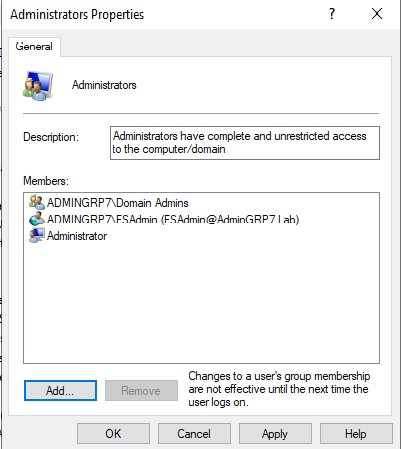 Administrators Properties
General
Administrators
Description:
Administrators have complete and unrestricted access
to the computer/domain
Members:
ADMINGRP7\Domain Admins
ADMINGRP7\FSAdmin (FSAdmin@AdminGRP7.Lab)
Administrator
Add...
Remove
Changes to a user's group membership
are not effective until the next time the
user logs on.
OK
Cancel
Apply
Help